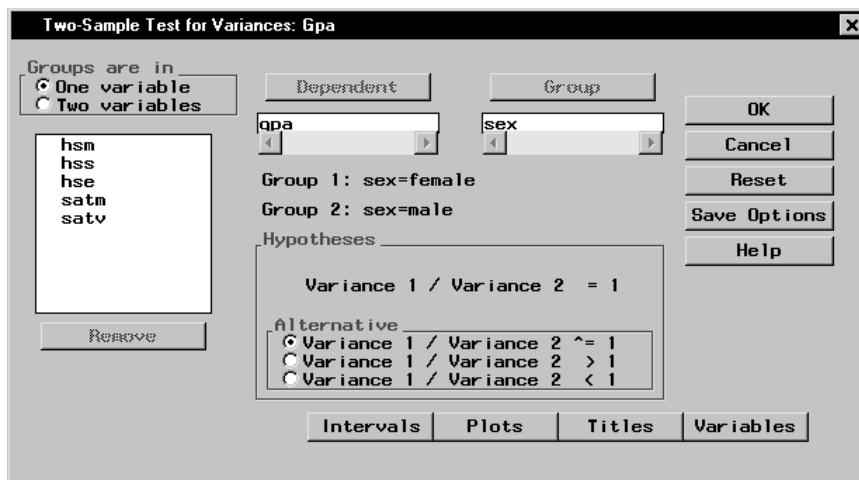 Two-Sample Test for Variances: Gpa
Groups are in
One variable
Two variables
hsm
hss
hse
satm
satv
Remove
Dependent
gpa
Group
sex
Group 1: sex=female
Group 2: sex=male
Hypotheses
Variance 1 / Variance 2 = 1
Alternative
Variance 1 / Variance 2 ^= 1
Variance 1 / Variance 2 > 1
Variance 1 / Variance 2 < 1
OK
Cancel
Reset
Save Options
Help
Intervals Plots Titles Variables